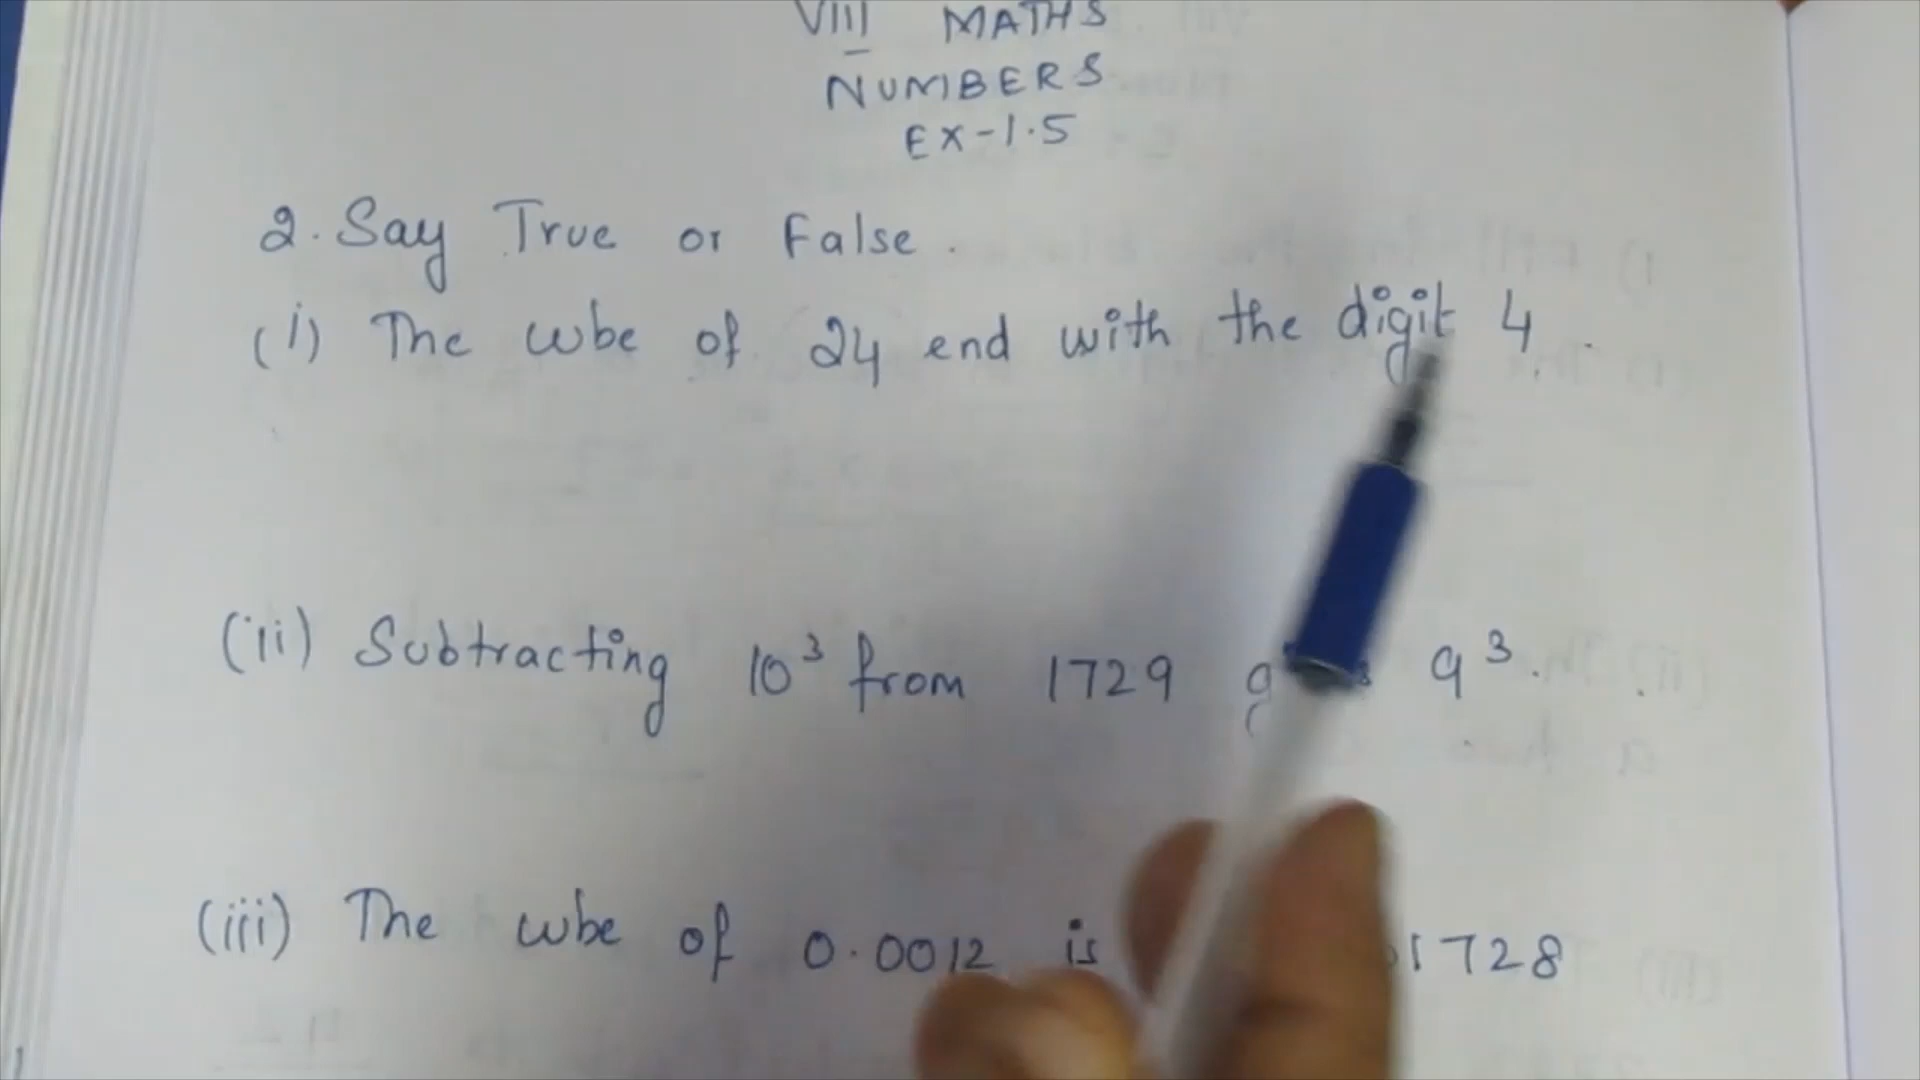 VIII MATHS
NUMBERS
EX-1.5
2. Say True or False.
(i) The cube of 24 end with the digit 4.
(ii) Subtracting 10³ from 1729 9³.
(iii) The cube of 0.0012 is 1728